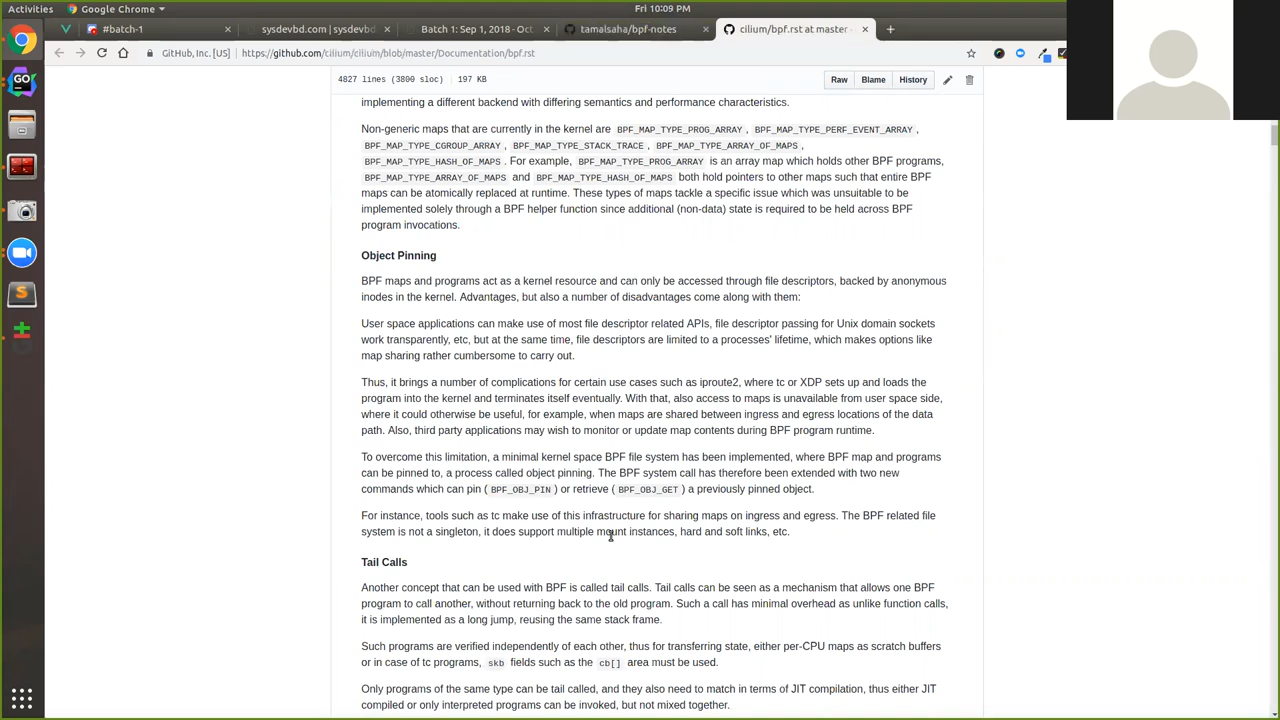 Activities
Google Chrome
Fri 10:09 PM
#batch-1
sysdevbd.com | sysdevbd.
Batch 1: Sep 1, 2018 - Oct
tamalsaha/bpf-notes
cilium/bpf.rst at master ·
GitHub, Inc. [US]
https://github.com/cilium/cilium/blob/master/Documentation/bpf.rst
4827 lines (3800 sloc)
197 KB
Raw
Blame
History
implementing a different backend with differing semantics and performance characteristics.
Non-generic maps that are currently in the kernel are BPF_MAP_TYPE_PROG_ARRAY , BPF_MAP_TYPE_PERF_EVENT_ARRAY ,
BPF_MAP_TYPE_CGROUP_ARRAY , BPF_MAP_TYPE_STACK_TRACE , BPF_MAP_TYPE_ARRAY_OF_MAPS ,
BPF_MAP_TYPE_HASH_OF_MAPS . For example, BPF_MAP_TYPE_PROG_ARRAY is an array map which holds other BPF programs,
BPF_MAP_TYPE_ARRAY_OF_MAPS and BPF_MAP_TYPE_HASH_OF_MAPS both hold pointers to other maps such that entire BPF
maps can be atomically replaced at runtime. These types of maps tackle a specific issue which was unsuitable to be
implemented solely through a BPF helper function since additional (non-data) state is required to be held across BPF
program invocations.
Object Pinning
BPF maps and programs act as a kernel resource and can only be accessed through file descriptors, backed by anonymous
inodes in the kernel. Advantages, but also a number of disadvantages come along with them:
User space applications can make use of most file descriptor related APIs, file descriptor passing for Unix domain sockets
work transparently, etc, but at the same time, file descriptors are limited to a processes' lifetime, which makes options like
map sharing rather cumbersome to carry out.
Thus, it brings a number of complications for certain use cases such as iproute2, where tc or XDP sets up and loads the
program into the kernel and terminates itself eventually. With that, also access to maps is unavailable from user space side,
where it could otherwise be useful, for example, when maps are shared between ingress and egress locations of the data
path. Also, third party applications may wish to monitor or update map contents during BPF program runtime.
To overcome this limitation, a minimal kernel space BPF file system has been implemented, where BPF map and programs
can be pinned to, a process called object pinning. The BPF system call has therefore been extended with two new
commands which can pin ( BPF_OBJ_PIN ) or retrieve ( BPF_OBJ_GET ) a previously pinned object.
For instance, tools such as tc make use of this infrastructure for sharing maps on ingress and egress. The BPF related file
system is not a singleton, it does support multiple mount instances, hard and soft links, etc.
Tail Calls
Another concept that can be used with BPF is called tail calls. Tail calls can be seen as a mechanism that allows one BPF
program to call another, without returning back to the old program. Such a call has minimal overhead as unlike function calls,
it is implemented as a long jump, reusing the same stack frame.
Such programs are verified independently of each other, thus for transferring state, either per-CPU maps as scratch buffers
or in case of tc programs, skb fields such as the cb[] area must be used.
Only programs of the same type can be tail called, and they also need to match in terms of JIT compilation, thus either JIT
compiled or only interpreted programs can be invoked, but not mixed together.